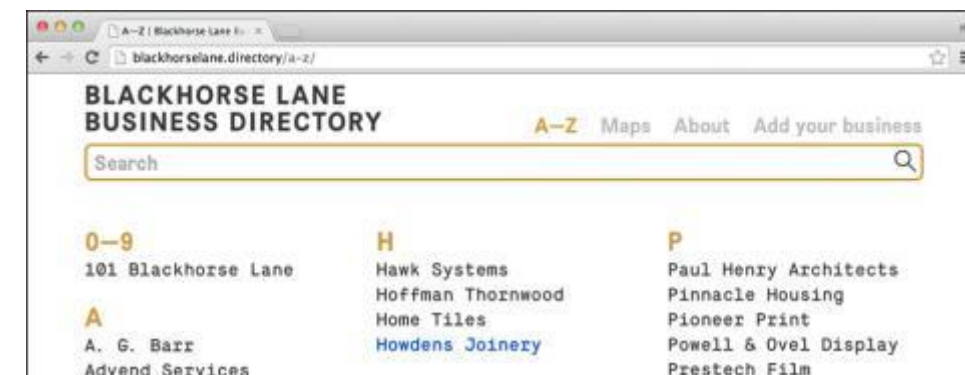 A–Z | Blackhorse Lane
blackhorselane.directory/a-z/
BLACKHORSE LANE
BUSINESS DIRECTORY
A–Z Maps About Add your business
Search
0–9
101 Blackhorse Lane
A
A. G. Barr
Advend Services
H
Hawk Systems
Hoffman Thornwood
Home Tiles
Howdens Joinery
P
Paul Henry Architects
Pinnacle Housing
Pioneer Print
Powell & Ovel Display
Prestech Film